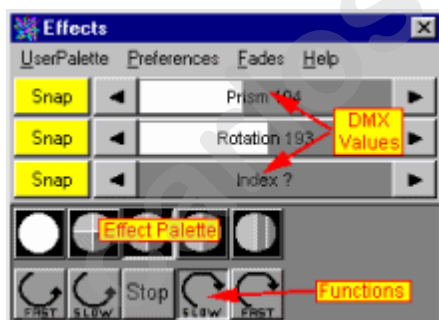 Effects
UserPalette Preferences Fades Help
Snap Prism 194
DMX Values
Snap Rotation 193
Snap Index ?
Effect Palette
FAST SLOW Stop SLOW FAST
Functions